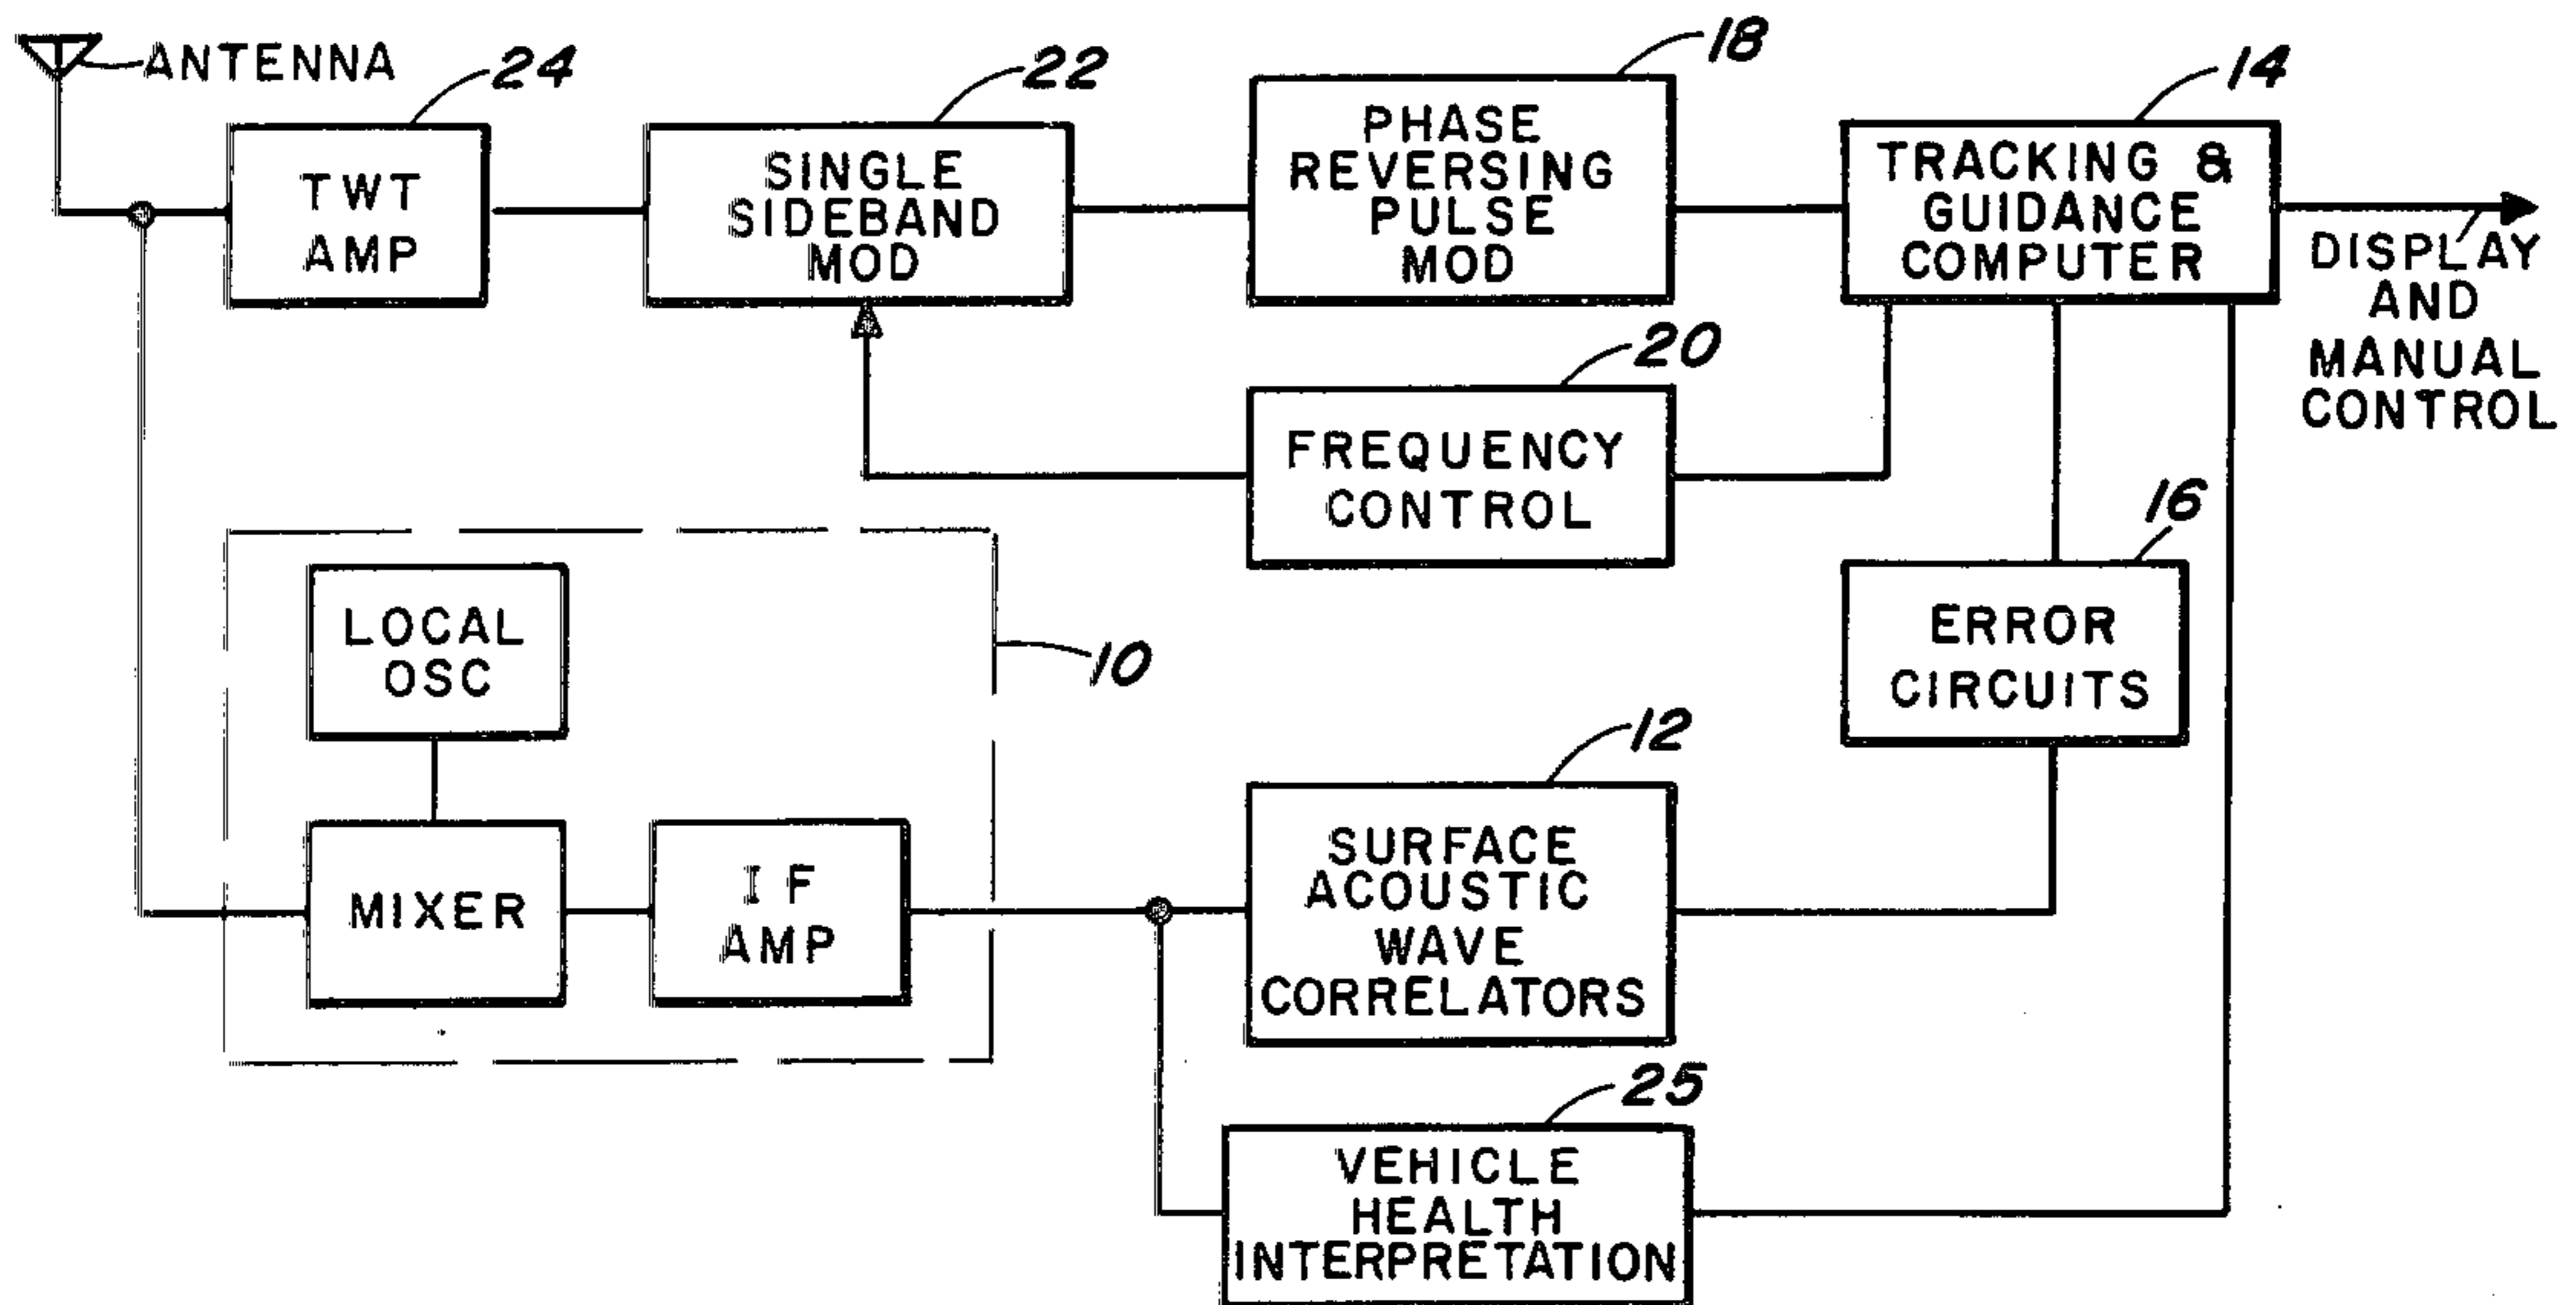 ANTENNA
24
22
18
14
TWT
AMP
SINGLE
SIDEBAND
MOD
PHASE
REVERSING
PULSE
MOD
TRACKING &
GUIDANCE
COMPUTER
DISPLAY
AND
MANUAL
CONTROL
20
FREQUENCY
CONTROL
16
ERROR
CIRCUITS
LOCAL
OSC
10
12
MIXER
IF
AMP
SURFACE
ACOUSTIC
WAVE
CORRELATORS
25
VEHICLE
HEALTH
INTERPRETATION